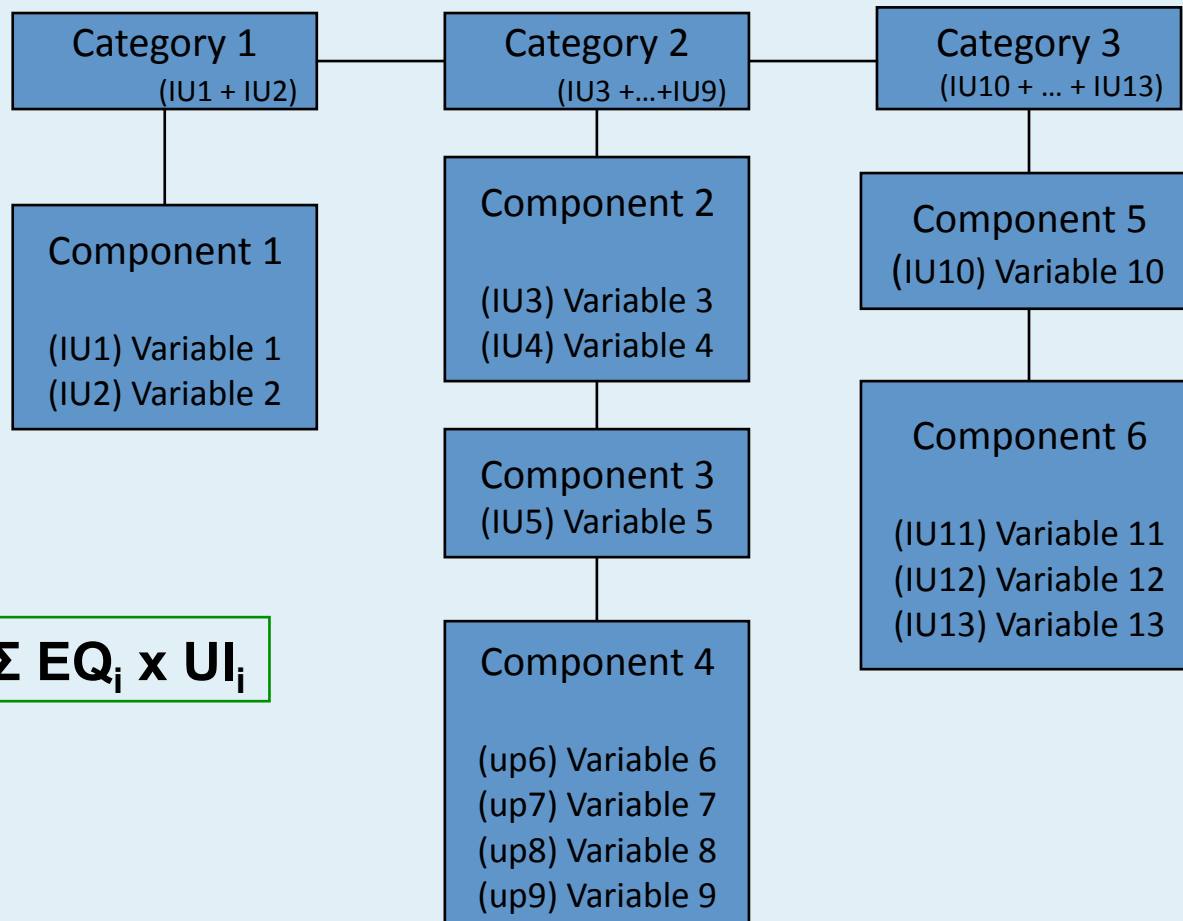 Category 1
(IU1 + IU2)
Category 2
(IU3 +...+IU9)
Category 3
(IU10 + ... + IU13)
Component 1
(IU1) Variable 1
(IU2) Variable 2
Component 2
(IU3) Variable 3
(IU4) Variable 4
Component 3
(IU5) Variable 5
Component 4
(up6) Variable 6
(up7) Variable 7
(up8) Variable 8
(up9) Variable 9
Component 5
(IU10) Variable 10
Component 6
(IU11) Variable 11
(IU12) Variable 12
(IU13) Variable 13
Σ EQi x UIi